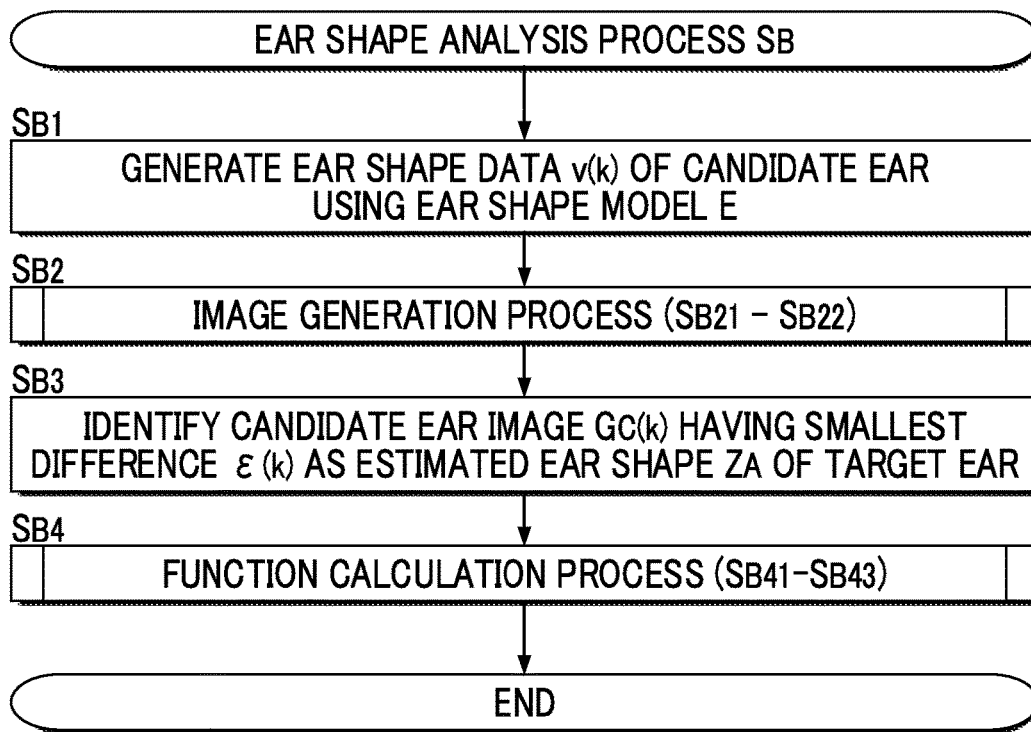 EAR SHAPE ANALYSIS PROCESS SB
SB1
GENERATE EAR SHAPE DATA v(k) OF CANDIDATE EAR
USING EAR SHAPE MODEL E
SB2
IMAGE GENERATION PROCESS (SB21 - SB22)
SB3
IDENTIFY CANDIDATE EAR IMAGE GC(k) HAVING SMALLEST
DIFFERENCE ε(k) AS ESTIMATED EAR SHAPE ZA OF TARGET EAR
SB4
FUNCTION CALCULATION PROCESS (SB41-SB43)
END